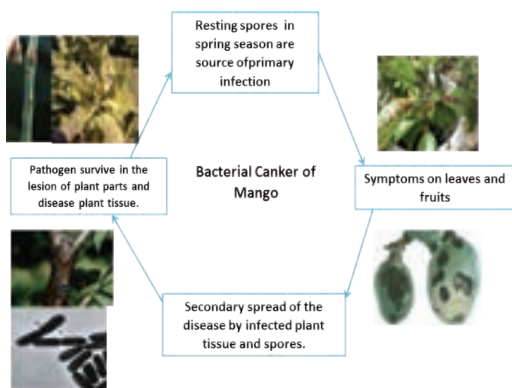 Resting spores in
spring season are
source ofprimary
infection
Pathogen survive in the
lesion of plant parts and
disease plant tissue.
Bacterial Canker of
Mango
Symptoms on leaves and
fruits
Secondary spread of the
disease by infected plant
tissue and spores.